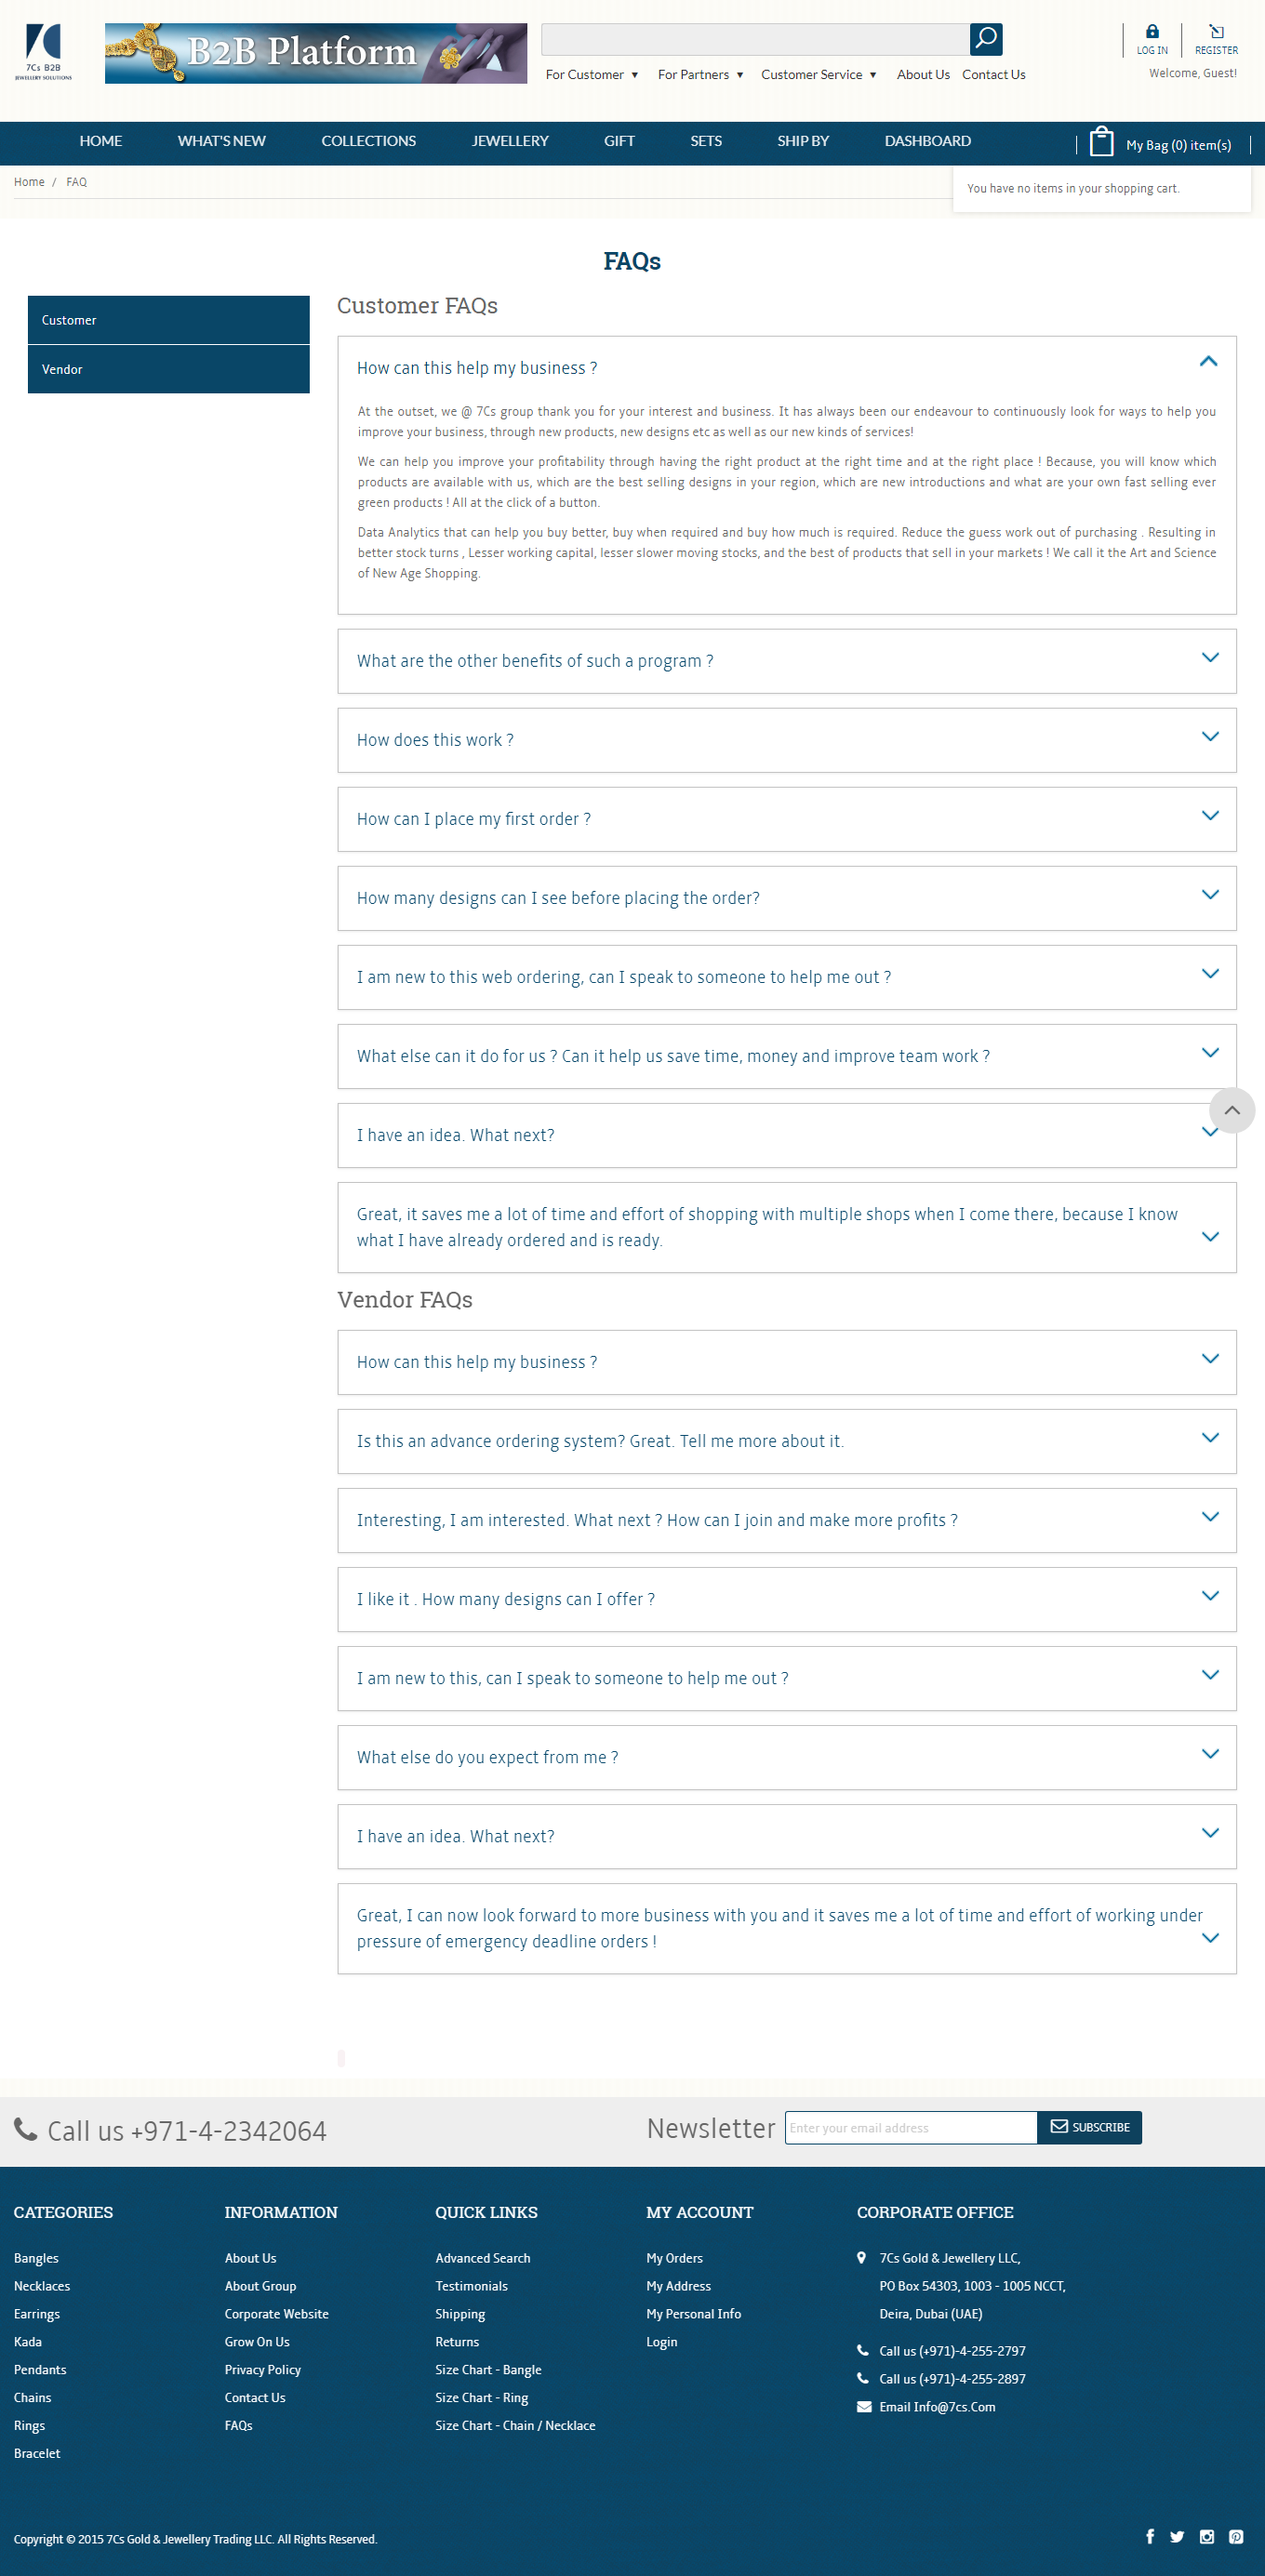 7Cs B2B
JEWELLERY SOLUTIONS
B2B Platform
LOG IN
REGISTER
For Customer ▼
For Partners ▼
Customer Service ▼
About Us
Contact Us
Welcome, Guest!
HOME
WHAT'S NEW
COLLECTIONS
JEWELLERY
GIFT
SETS
SHIP BY
DASHBOARD
My Bag (0) item(s)
Home / FAQ
You have no items in your shopping cart.
FAQs
Customer
Vendor
Customer FAQs
How can this help my business ?
At the outset, we @ 7Cs group thank you for your interest and business. It has always been our endeavour to continuously look for ways to help you
improve your business, through new products, new designs etc as well as our new kinds of services!
We can help you improve your profitability through having the right product at the right time and at the right place ! Because, you will know which
products are available with us, which are the best selling designs in your region, which are new introductions and what are your own fast selling ever
green products ! All at the click of a button.
Data Analytics that can help you buy better, buy when required and buy how much is required. Reduce the guess work out of purchasing . Resulting in
better stock turns , Lesser working capital, lesser slower moving stocks, and the best of products that sell in your markets ! We call it the Art and Science
of New Age Shopping.
What are the other benefits of such a program ?
How does this work ?
How can I place my first order ?
How many designs can I see before placing the order?
I am new to this web ordering, can I speak to someone to help me out ?
What else can it do for us ? Can it help us save time, money and improve team work ?
I have an idea. What next?
Great, it saves me a lot of time and effort of shopping with multiple shops when I come there, because I know
what I have already ordered and is ready.
Vendor FAQs
How can this help my business ?
Is this an advance ordering system? Great. Tell me more about it.
Interesting, I am interested. What next ? How can I join and make more profits ?
I like it . How many designs can I offer ?
I am new to this, can I speak to someone to help me out ?
What else do you expect from me ?
I have an idea. What next?
Great, I can now look forward to more business with you and it saves me a lot of time and effort of working under
pressure of emergency deadline orders !
Call us +971-4-2342064
Newsletter
Enter your email address
SUBSCRIBE
CATEGORIES
Bangles
Necklaces
Earrings
Kada
Pendants
Chains
Rings
Bracelet
INFORMATION
About Us
About Group
Corporate Website
Grow On Us
Privacy Policy
Contact Us
FAQs
QUICK LINKS
Advanced Search
Testimonials
Shipping
Returns
Size Chart - Bangle
Size Chart - Ring
Size Chart - Chain / Necklace
MY ACCOUNT
My Orders
My Address
My Personal Info
Login
CORPORATE OFFICE
7Cs Gold & Jewellery LLC,
PO Box 54303, 1003 - 1005 NCCT,
Deira, Dubai (UAE)
Call us (+971)-4-255-2797
Call us (+971)-4-255-2897
Email Info@7cs.Com
Copyright © 2015 7Cs Gold & Jewellery Trading LLC. All Rights Reserved.